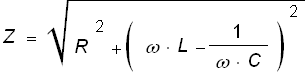 Z = √(R² + (ω · L − 1/(ω · C))²)